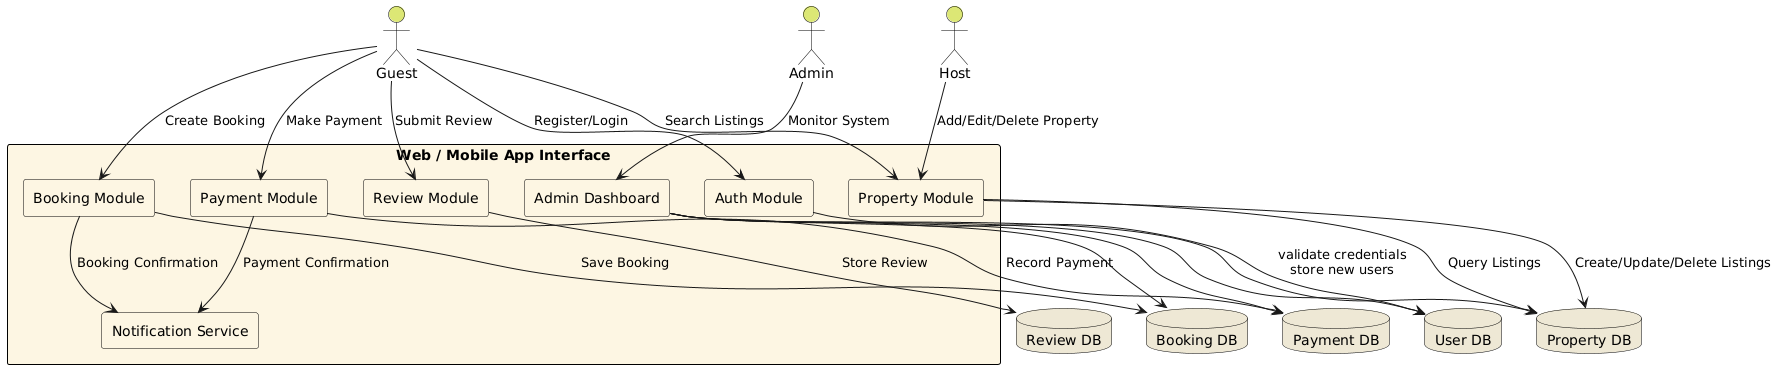 Guest
Admin
Host
Create Booking
Make Payment
Submit Review
Register/Login
Search Listings
Monitor System
Add/Edit/Delete Property
Web / Mobile App Interface
Booking Module
Payment Module
Review Module
Admin Dashboard
Auth Module
Property Module
Booking Confirmation
Payment Confirmation
Save Booking
Store Review
Record Payment
validate credentials
store new users
Query Listings
Create/Update/Delete Listings
Notification Service
Review DB
Booking DB
Payment DB
User DB
Property DB